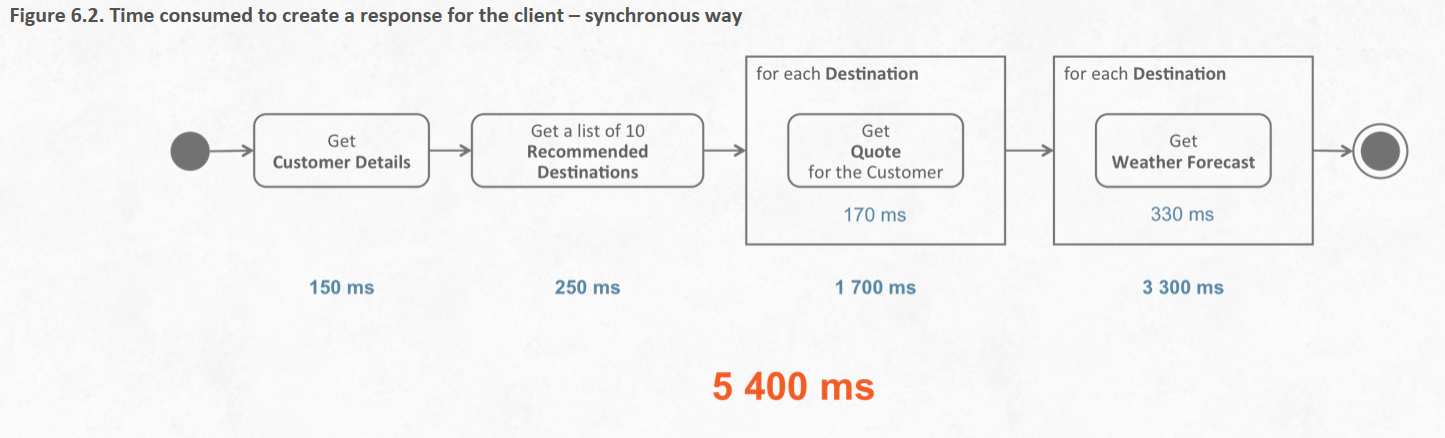 Figure 6.2. Time consumed to create a response for the client – synchronous way
for each Destination
for each Destination
Get
Customer Details
Get a list of 10
Recommended
Destinations
Get
Quote
for the Customer
Get
Weather Forecast
170 ms
330 ms
150 ms
250 ms
1 700 ms
3 300 ms
5 400 ms